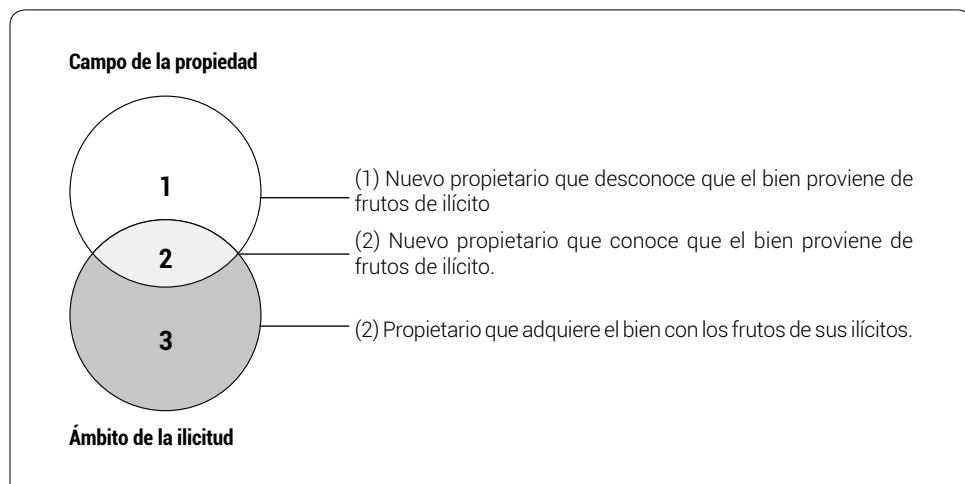 Campo de la propiedad
1
(1) Nuevo propietario que desconoce que el bien proviene de
frutos de ilícito
2
(2) Nuevo propietario que conoce que el bien proviene de
frutos de ilícito.
3
(2) Propietario que adquiere el bien con los frutos de sus ilícitos.
Ámbito de la ilicitud